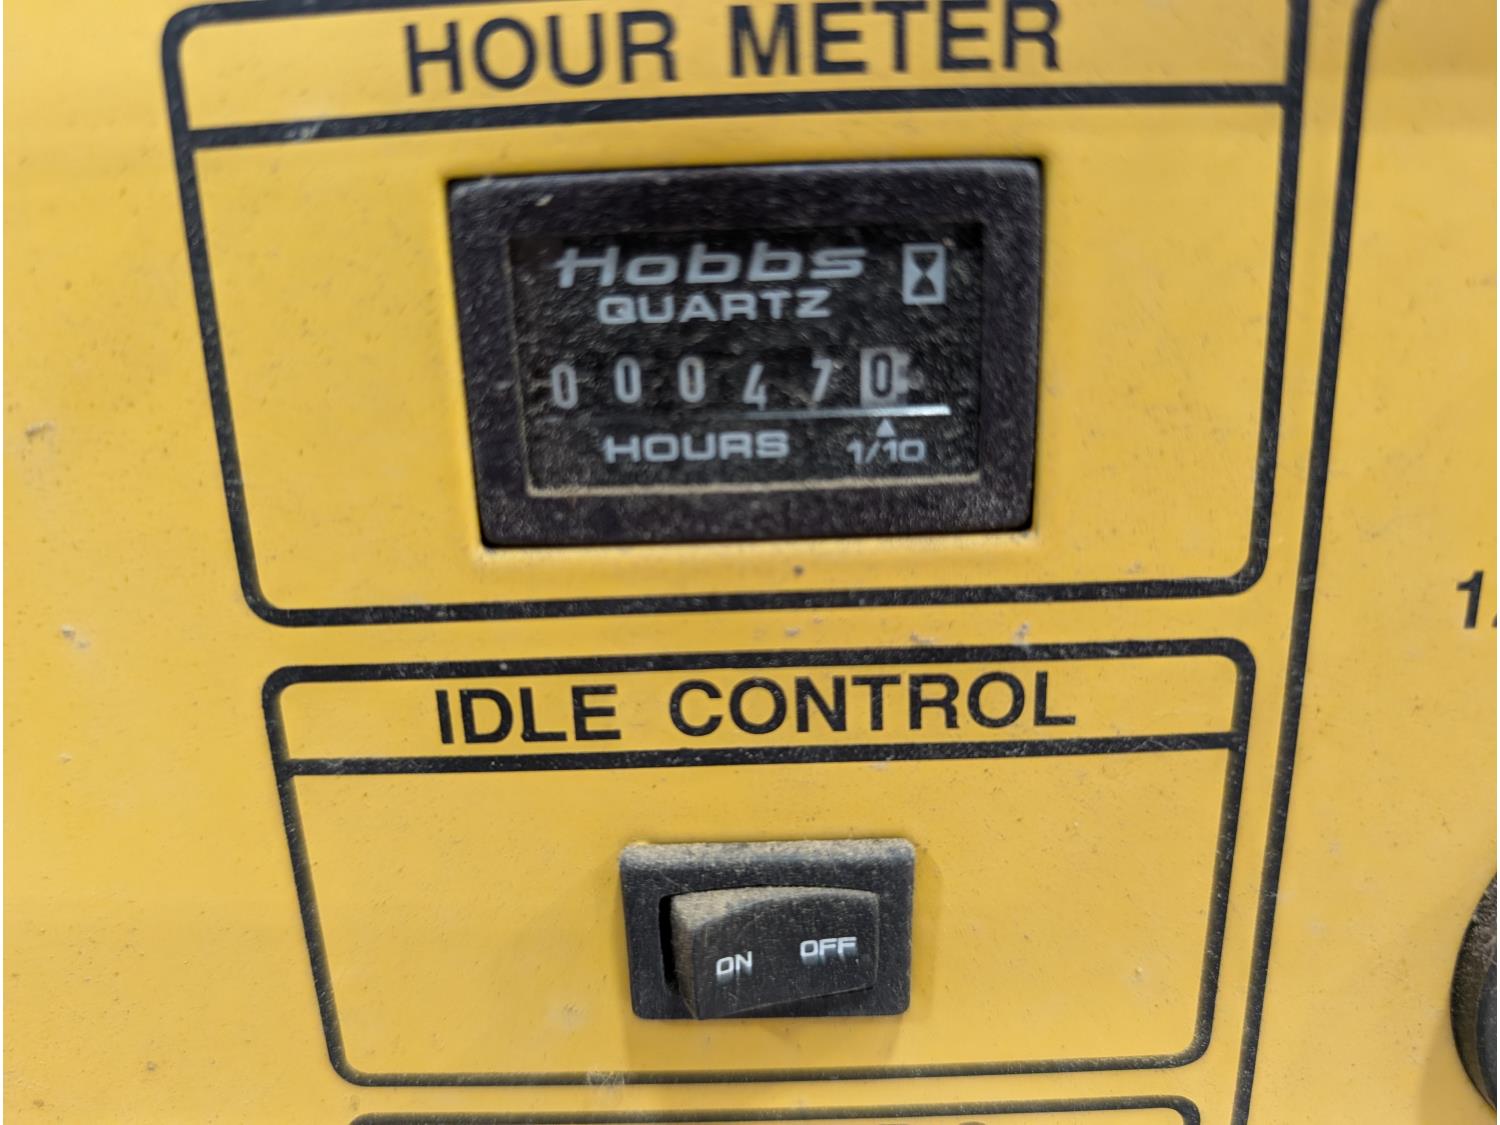 HOUR METER
Hobbs
QUARTZ
000470
HOURS 1/10
IDLE CONTROL
ON OFF